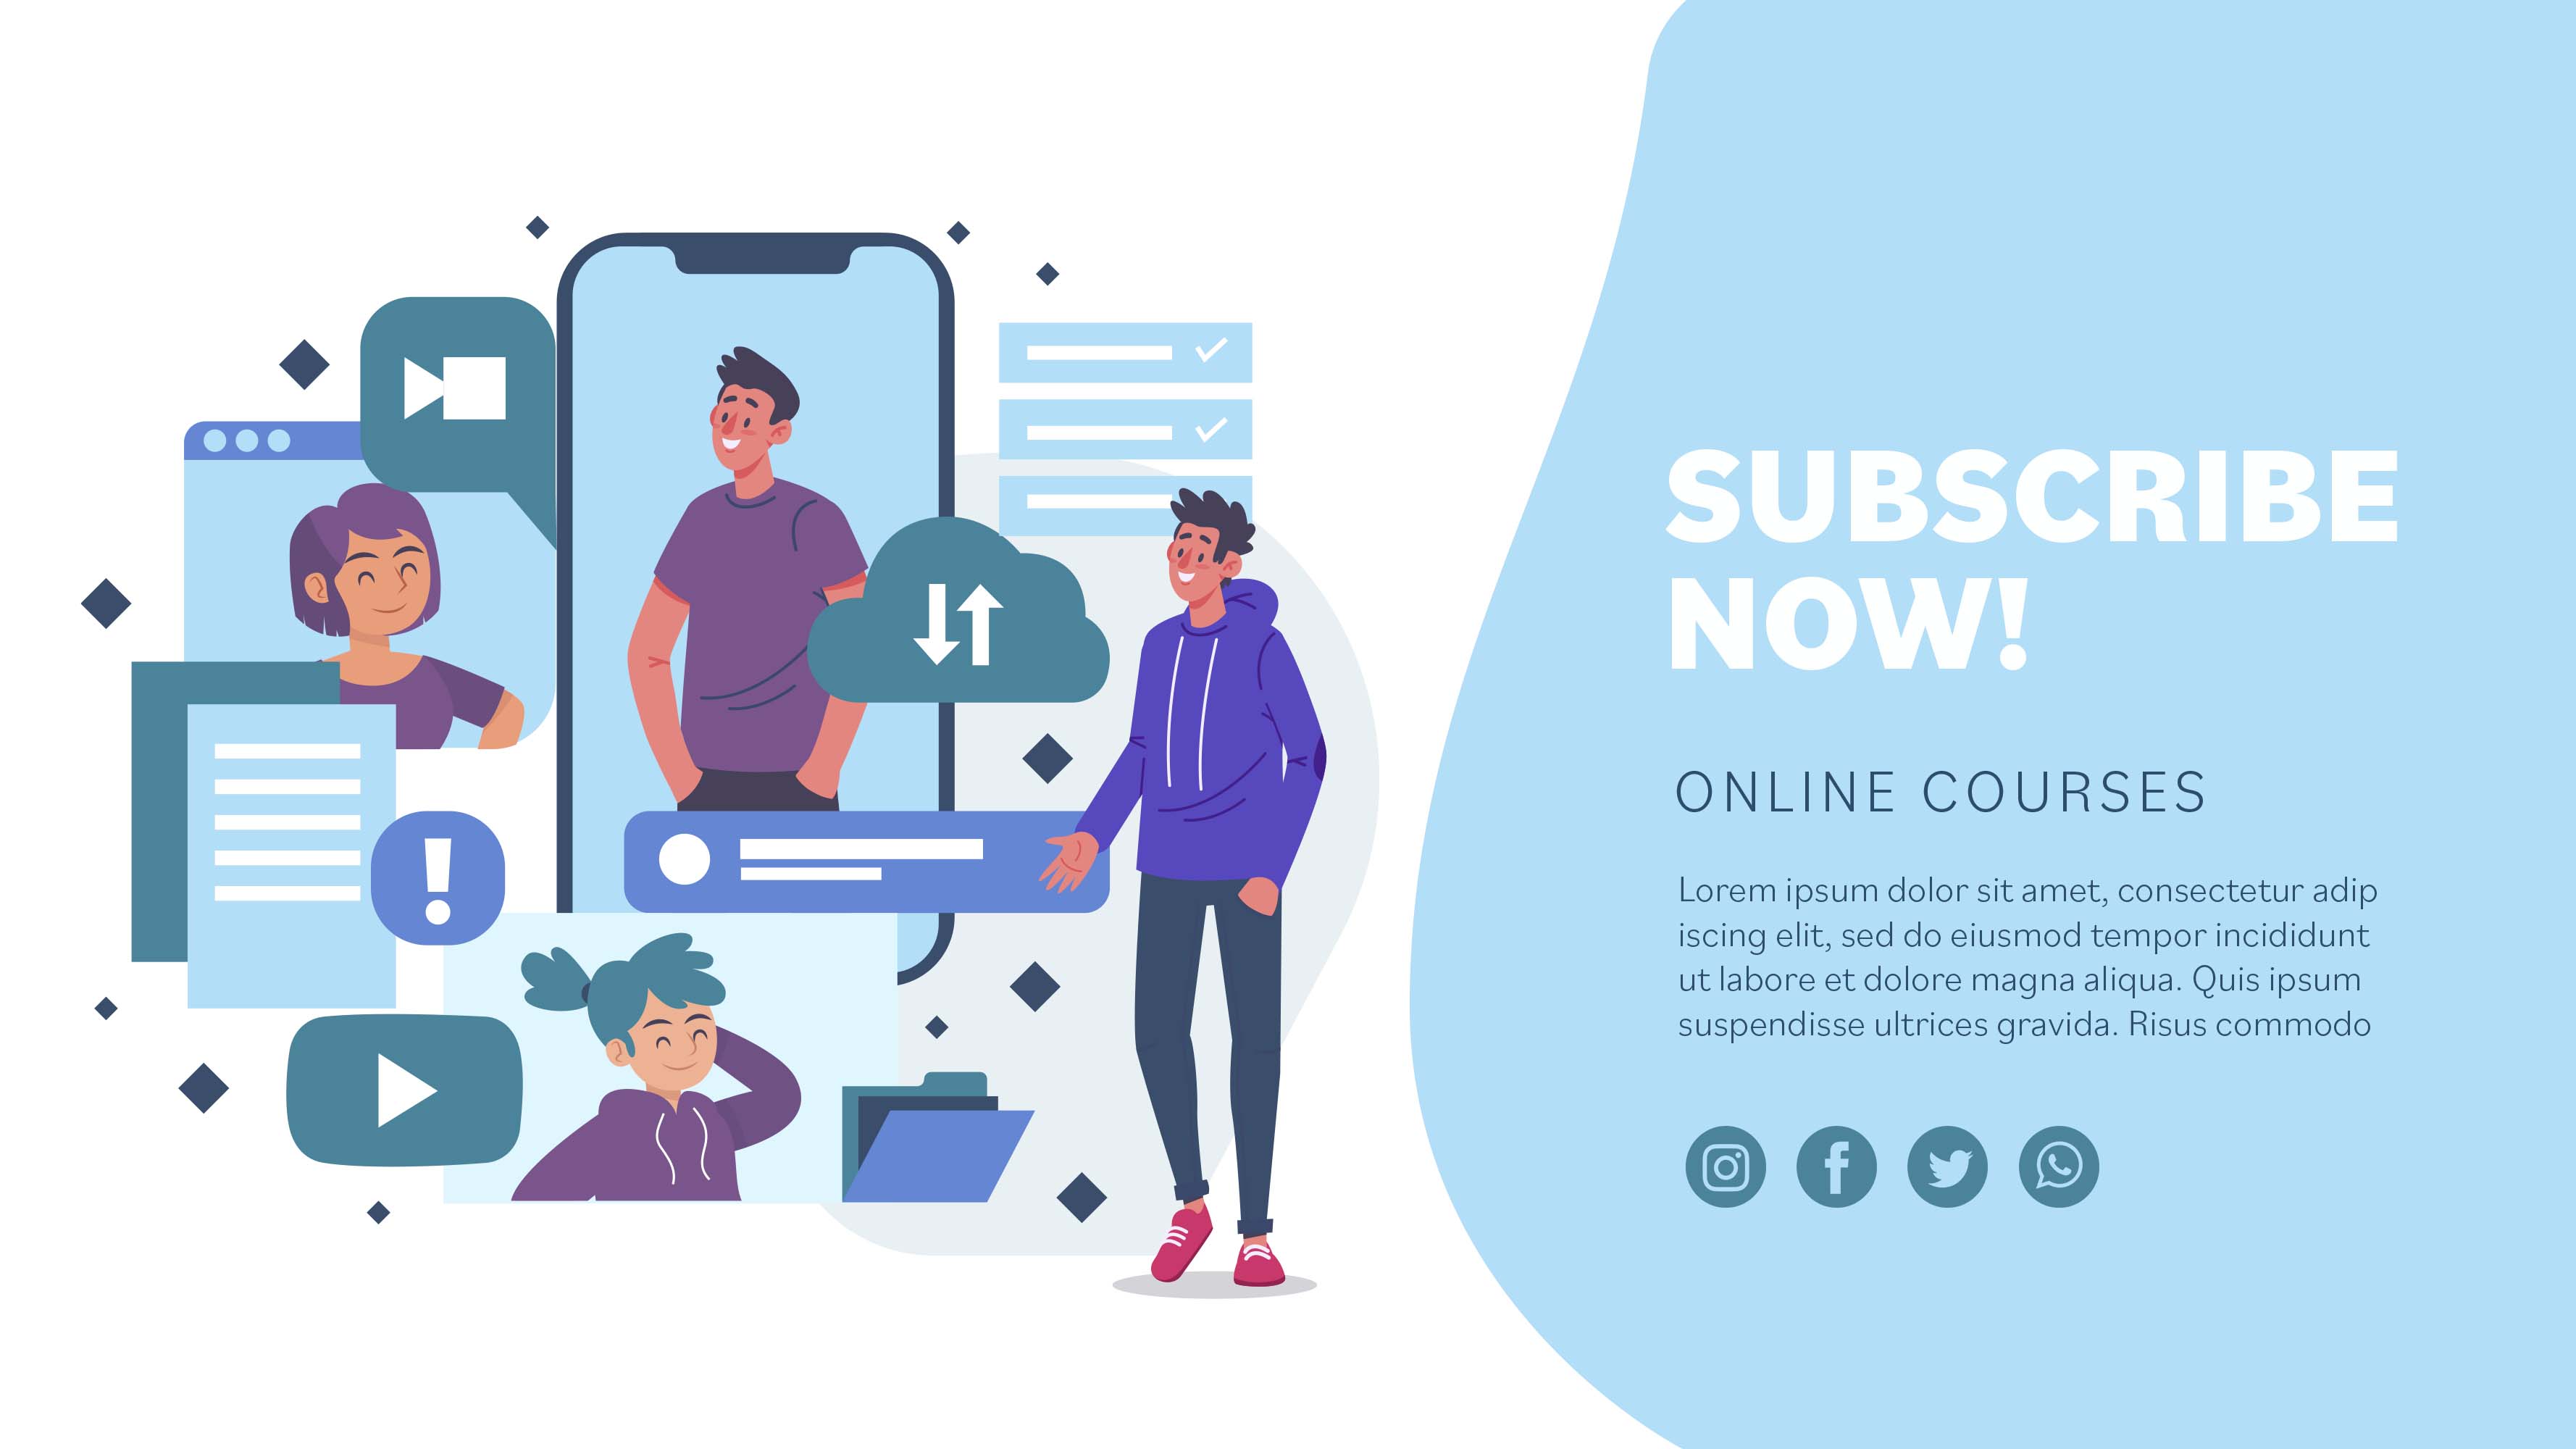 SUBSCRIBE
NOW!
ONLINE COURSES
Lorem ipsum dolor sit amet, consectetur adip
iscing elit, sed do eiusmod tempor incididunt
ut labore et dolore magna aliqua. Quis ipsum
suspendisse ultrices gravida. Risus commodo